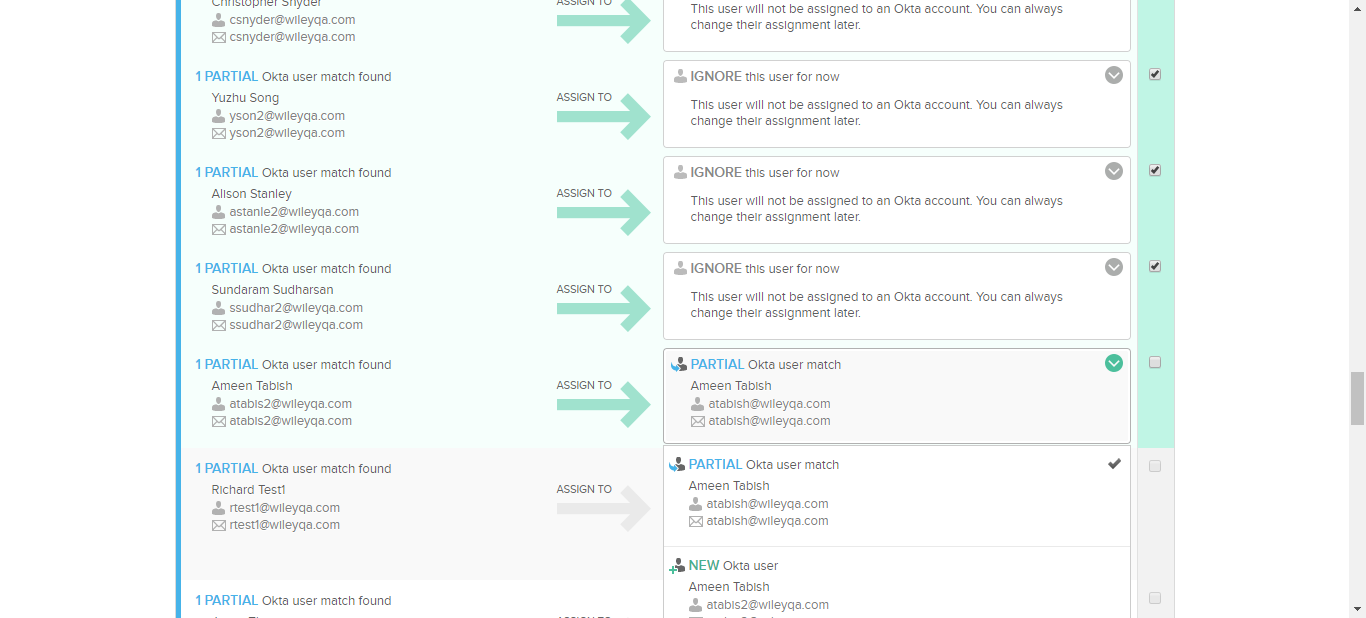 Christopher Snyder
csnyder@wileyqa.com
csnyder@wileyqa.com
ASSIGN TO
This user will not be assigned to an Okta account. You can always
change their assignment later.
1 PARTIAL Okta user match found
Yuzhu Song
yson2@wileyqa.com
yson2@wileyqa.com
ASSIGN TO
IGNORE this user for now
This user will not be assigned to an Okta account. You can always
change their assignment later.
1 PARTIAL Okta user match found
Alison Stanley
astanle2@wileyqa.com
astanle2@wileyqa.com
ASSIGN TO
IGNORE this user for now
This user will not be assigned to an Okta account. You can always
change their assignment later.
1 PARTIAL Okta user match found
Sundaram Sudharsan
ssudhar2@wileyqa.com
ssudhar2@wileyqa.com
ASSIGN TO
IGNORE this user for now
This user will not be assigned to an Okta account. You can always
change their assignment later.
1 PARTIAL Okta user match found
Ameen Tabish
atabis2@wileyqa.com
atabis2@wileyqa.com
ASSIGN TO
PARTIAL Okta user match
Ameen Tabish
atabish@wileyqa.com
atabish@wileyqa.com
1 PARTIAL Okta user match found
Richard Test1
rtest1@wileyqa.com
rtest1@wileyqa.com
ASSIGN TO
PARTIAL Okta user match
Ameen Tabish
atabish@wileyqa.com
atabish@wileyqa.com
NEW Okta user
Ameen Tabish
atabis2@wileyqa.com
1 PARTIAL Okta user match found
ASSIGN TO